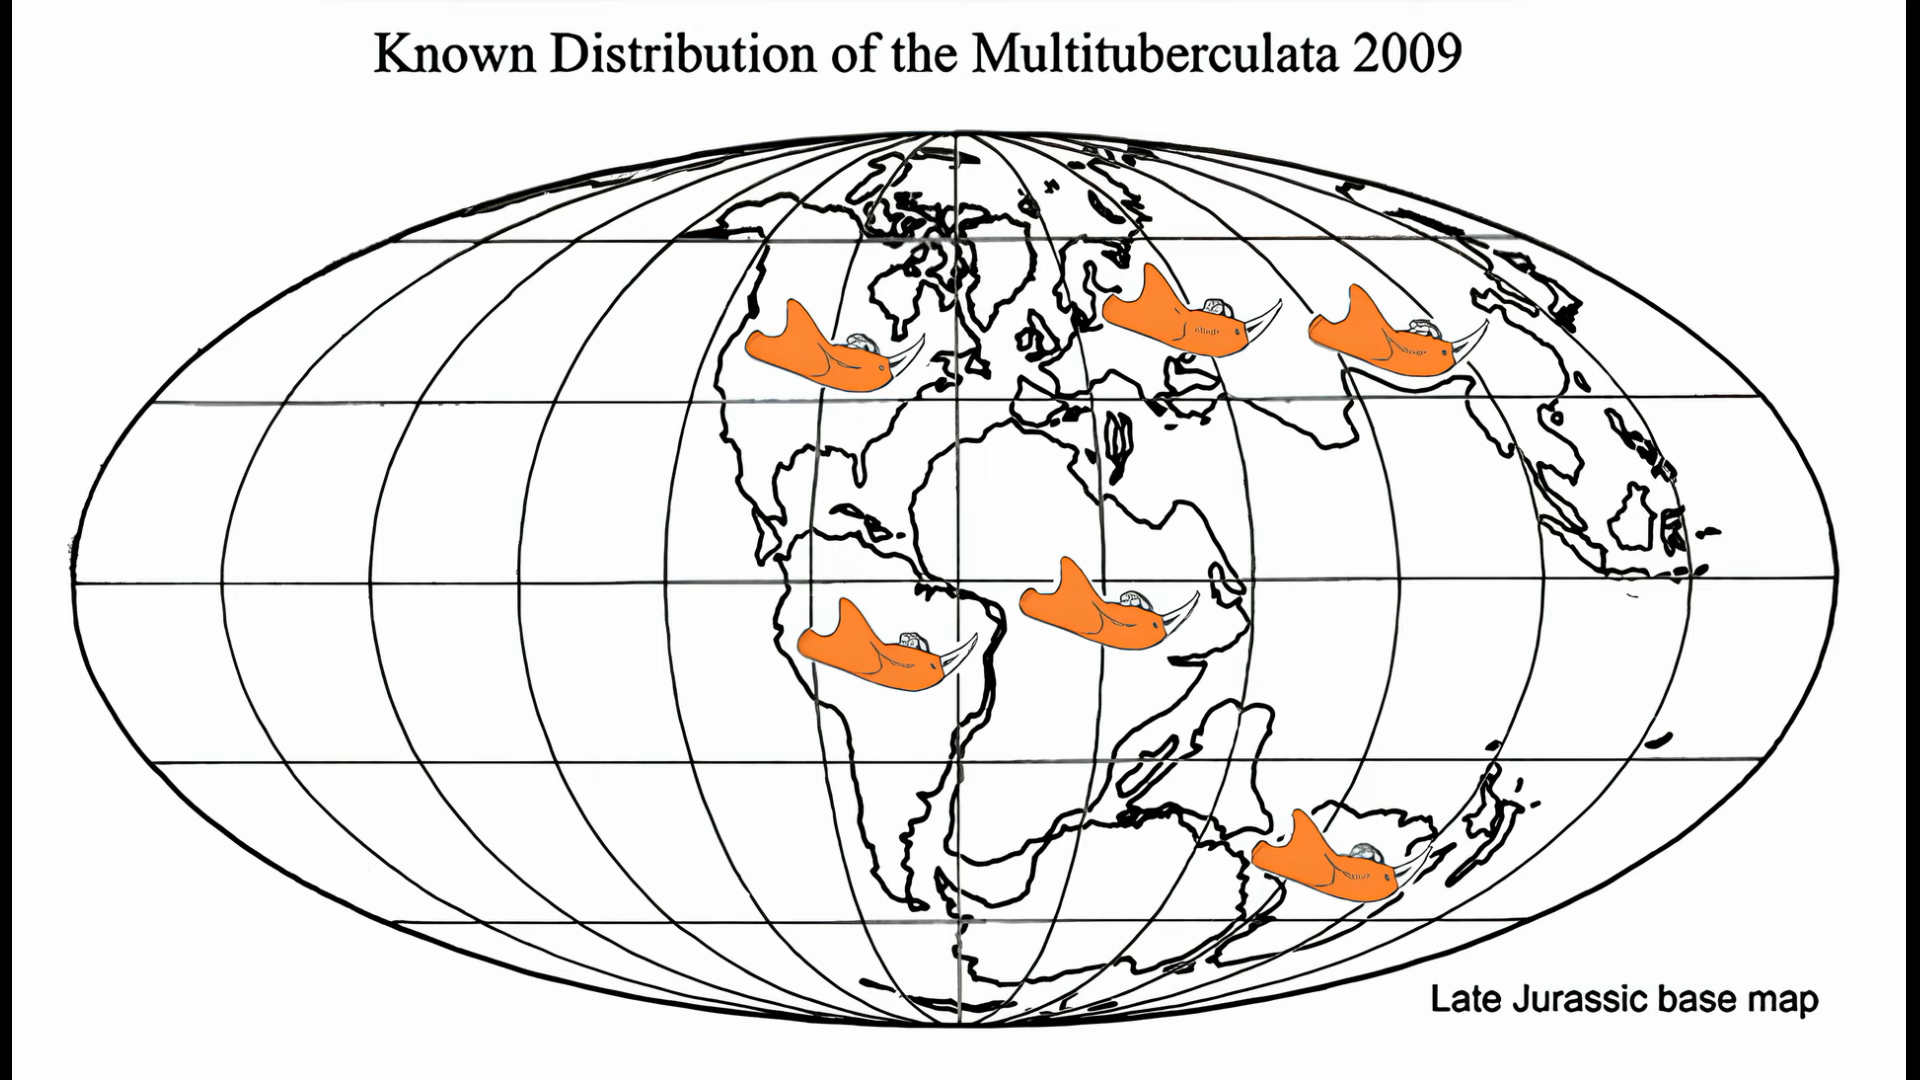 Known Distribution of the Multituberculata 2009
Late Jurassic base map